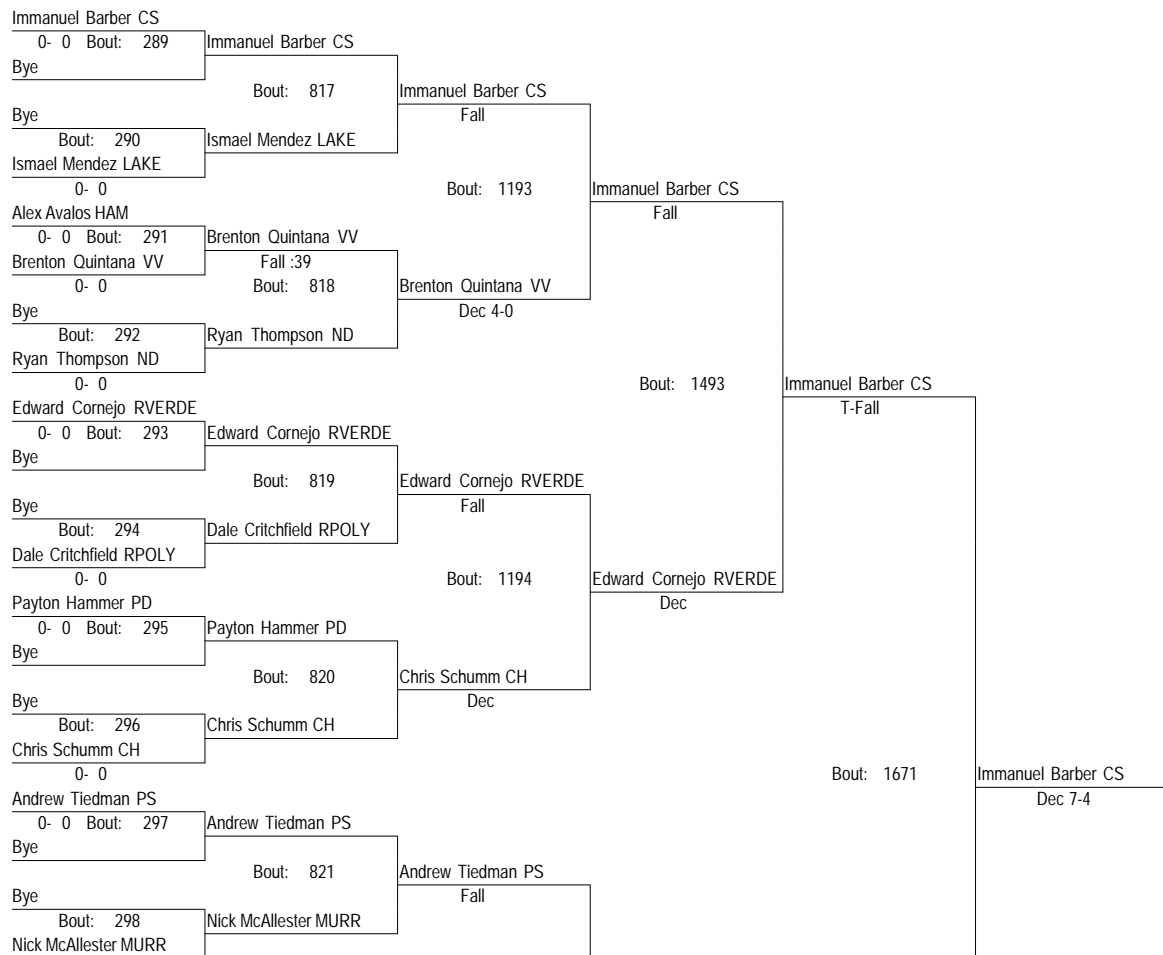 Immanuel Barber CS
0- 0 Bout: 289
Immanuel Barber CS
Bye
Bout: 817
Immanuel Barber CS
Fall
Bye
Bout: 290
Ismael Mendez LAKE
Ismael Mendez LAKE
0- 0
Bout: 1193
Immanuel Barber CS
Fall
Alex Avalos HAM
0- 0 Bout: 291
Brenton Quintana VV
Brenton Quintana VV
Fall :39
0- 0
Bout: 818
Brenton Quintana VV
Dec 4-0
Bye
Bout: 292
Ryan Thompson ND
Ryan Thompson ND
0- 0
Bout: 1493
Immanuel Barber CS
T-Fall
Edward Cornejo RVERDE
0- 0 Bout: 293
Edward Cornejo RVERDE
Bye
Bout: 819
Edward Cornejo RVERDE
Fall
Bye
Bout: 294
Dale Critchfield RPOLY
Dale Critchfield RPOLY
0- 0
Bout: 1194
Edward Cornejo RVERDE
Dec
Payton Hammer PD
0- 0 Bout: 295
Payton Hammer PD
Bye
Bout: 820
Chris Schumm CH
Dec
Bye
Bout: 296
Chris Schumm CH
Chris Schumm CH
0- 0
Bout: 1671
Immanuel Barber CS
Dec 7-4
Andrew Tiedman PS
0- 0 Bout: 297
Andrew Tiedman PS
Bye
Bout: 821
Andrew Tiedman PS
Fall
Bye
Bout: 298
Nick McAllester MURR
Nick McAllester MURR